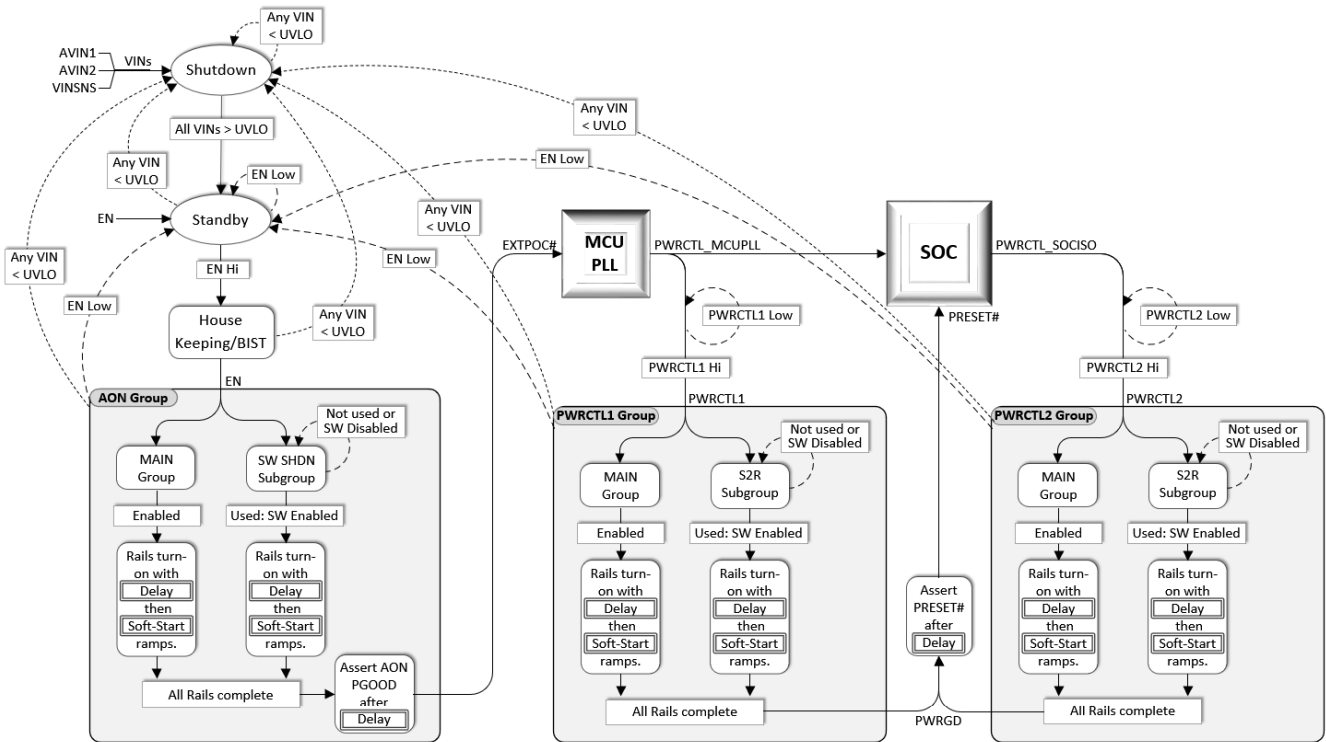 Any VIN
< UVLO
AVIN1
AVIN2
VINSNS
VINs
Shutdown
Any VIN
< UVLO
All VINs > UVLO
Any VIN
< UVLO
EN Low
EN Low
EN
Standby
Any VIN
< UVLO
EN Low
Any VIN
< UVLO
EN Hi
EN Low
House
Keeping/BIST
Any VIN
< UVLO
EXTPOC#
MCU
PLL
PWRCTL_MCUPLL
SOC
PWRCTL_SOCISO
PRESET#
PWRCTL1 Low
PWRCTL2 Low
PWRCTL1 Hi
PWRCTL2 Hi
EN
AON Group
Not used or
SW Disabled
MAIN
Group
SW SHDN
Subgroup
Enabled
Used: SW Enabled
Rails turn-
on with
Delay
then
Soft-Start
ramps.
Rails turn-
on with
Delay
then
Soft-Start
ramps.
All Rails complete
Assert AON
PGOOD
after
Delay
PWRCTL1
PWRCTL1 Group
Not used or
SW Disabled
MAIN
Group
S2R
Subgroup
Enabled
Used: SW Enabled
Rails turn-
on with
Delay
then
Soft-Start
ramps.
Rails turn-
on with
Delay
then
Soft-Start
ramps.
All Rails complete
Assert
PRESET#
after
Delay
PWRGD
PWRCTL2
PWRCTL2 Group
Not used or
SW Disabled
MAIN
Group
S2R
Subgroup
Enabled
Used: SW Enabled
Rails turn-
on with
Delay
then
Soft-Start
ramps.
Rails turn-
on with
Delay
then
Soft-Start
ramps.
All Rails complete